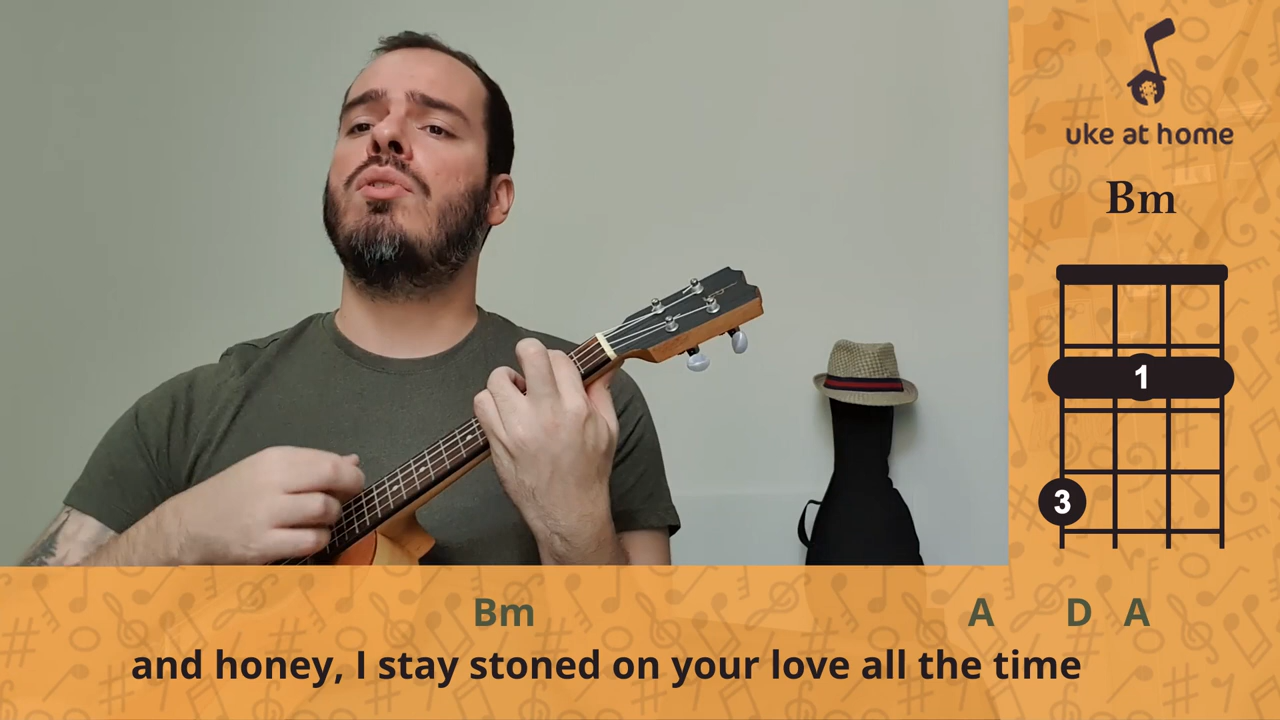 uke at home
Bm
1
3
Bm A D A
and honey, I stay stoned on your love all the time